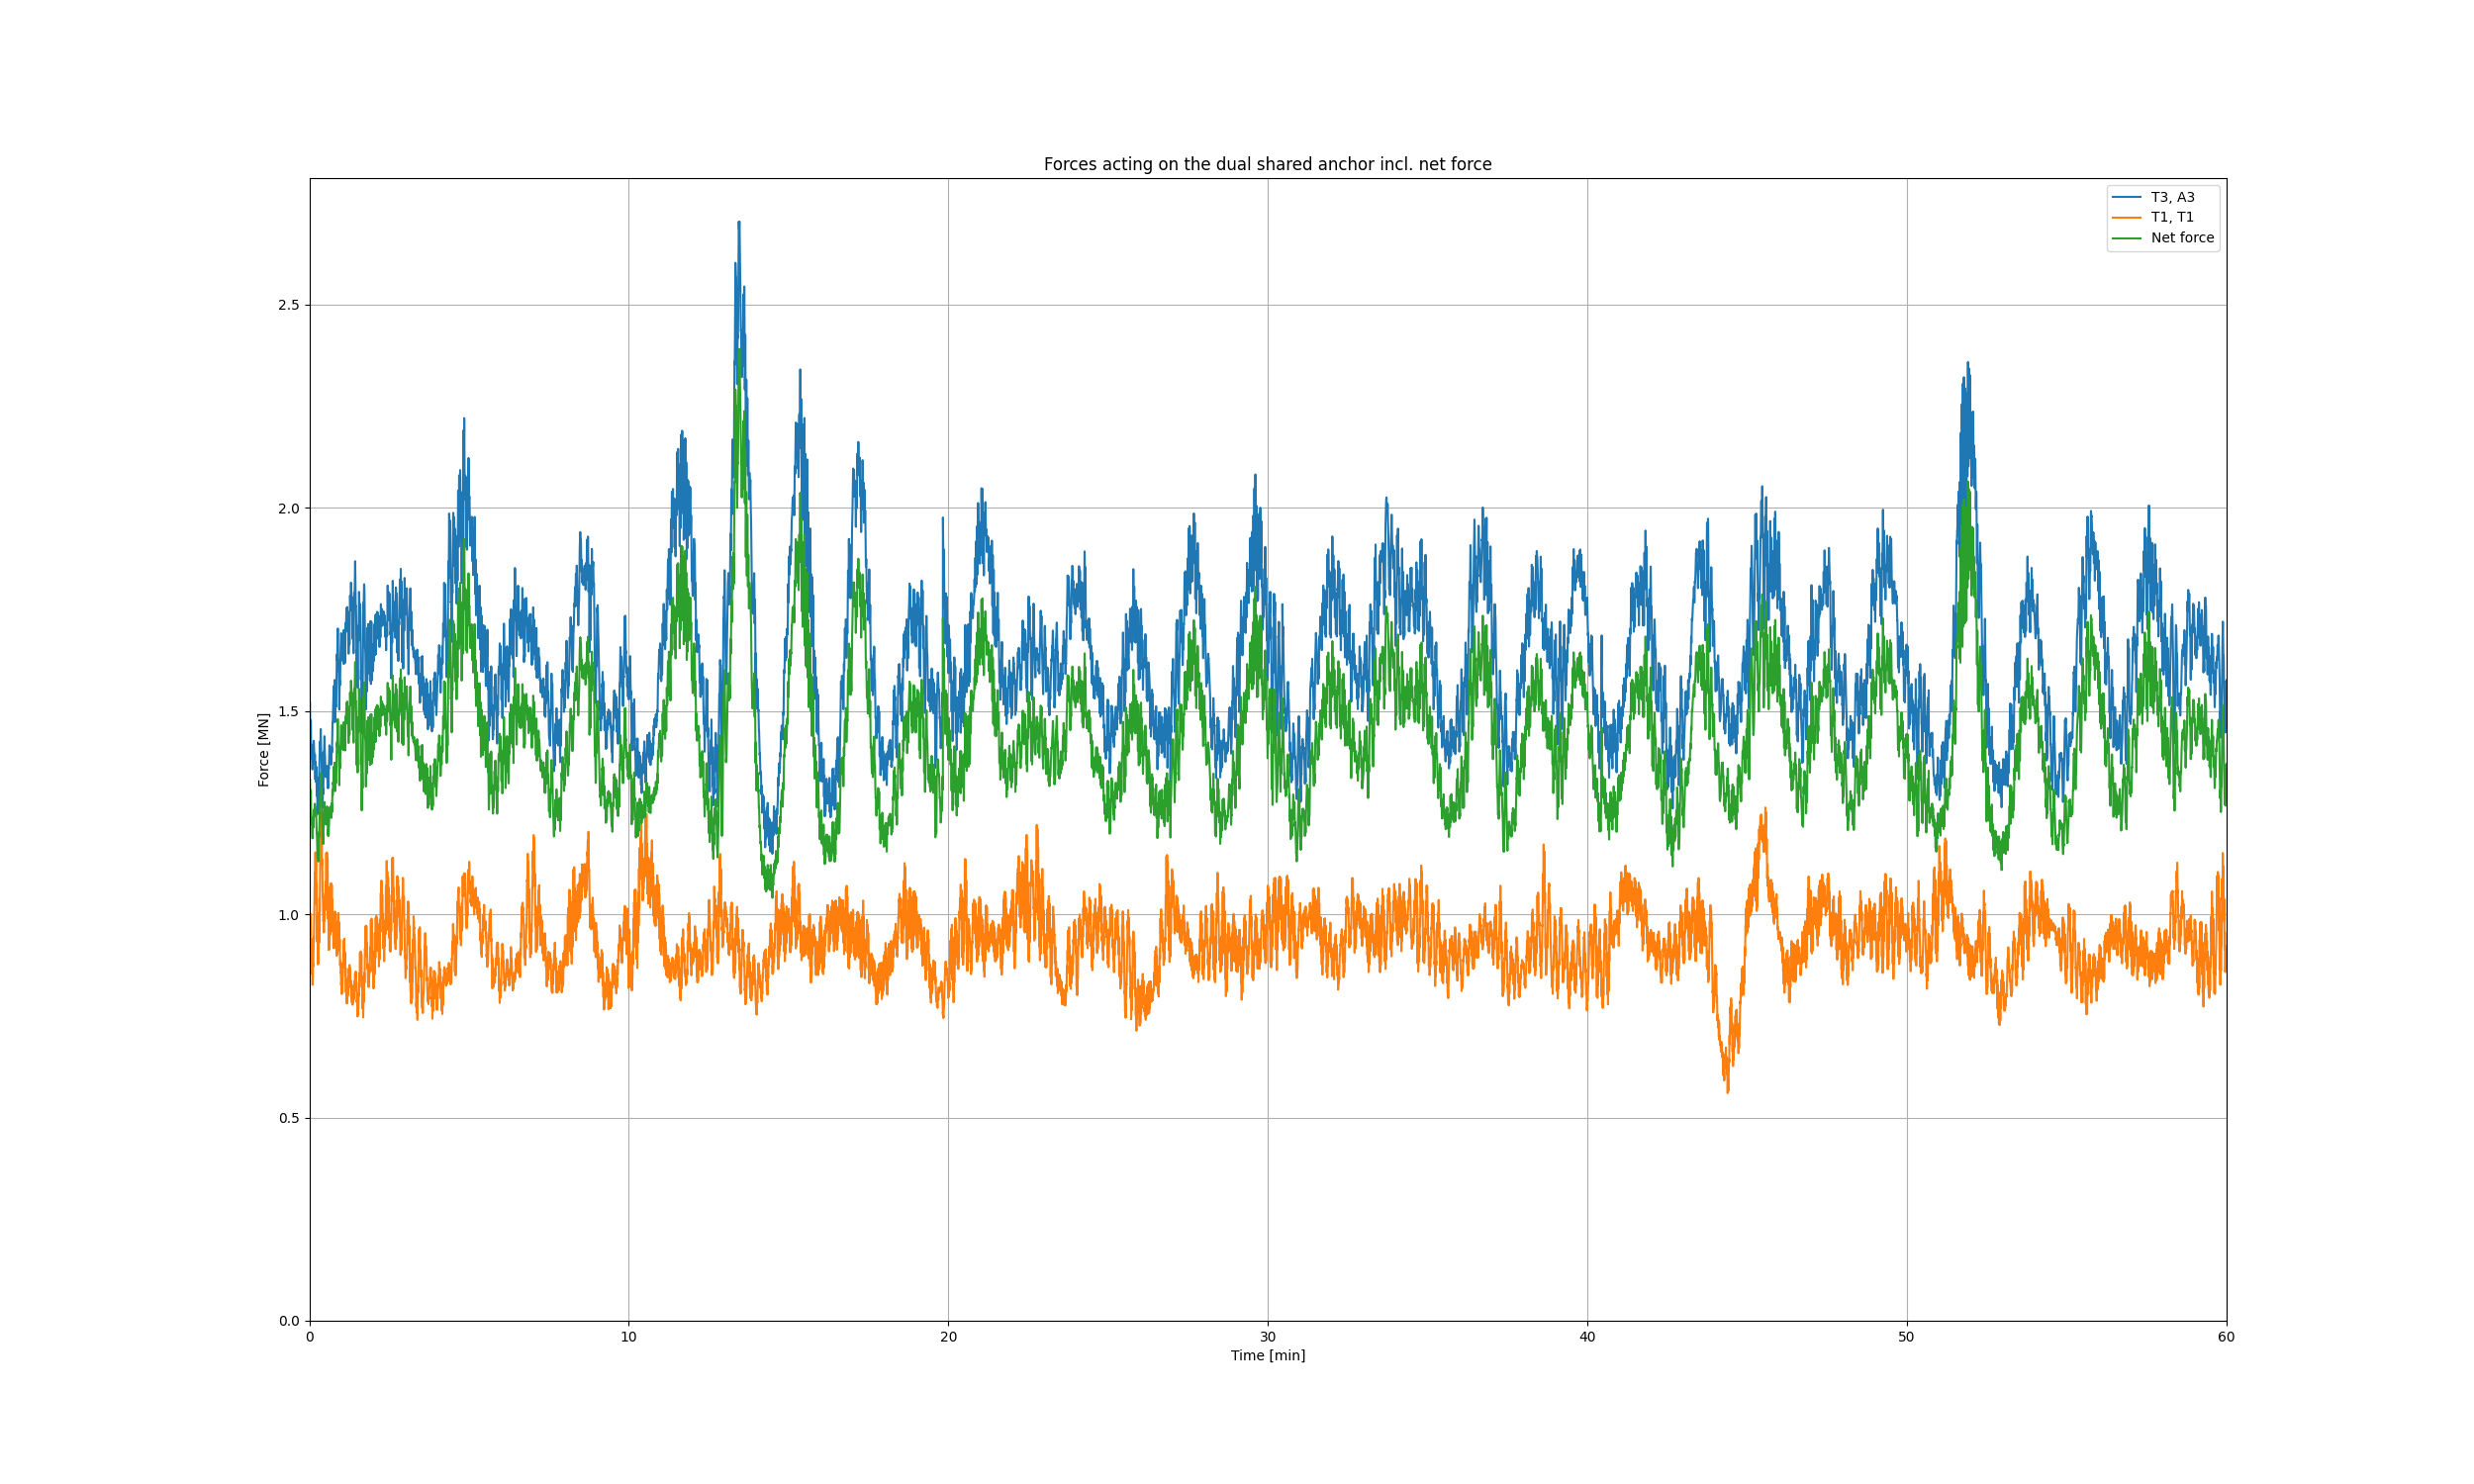 Forces acting on the dual shared anchor incl. net force
T3, A3
T1, T1
Net force
Force [MN]
2.5
2.0
1.5
1.0
0.5
0.0
0
10
20
30
40
50
60
Time [min]